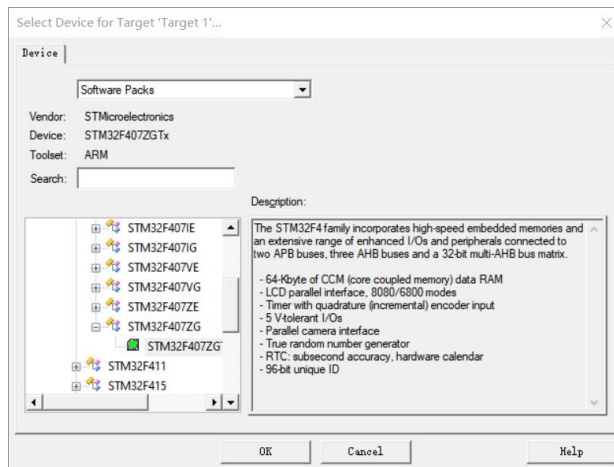 Select Device for Target 'Target 1'...
Device
Software Packs
Vendor: STMicroelectronics
Device: STM32F407ZGTx
Toolset: ARM
Search:
Description:
STM32F407IE
STM32F407IG
STM32F407VE
STM32F407VG
STM32F407ZE
STM32F407ZG
STM32F407ZG
STM32F411
STM32F415
The STM32F4 family incorporates high-speed embedded memories and
an extensive range of enhanced I/Os and peripherals connected to
two APB buses, three AHB buses and a 32-bit multi-AHB bus matrix.
- 64-Kbyte of CCM (core coupled memory) data RAM
- LCD parallel interface, 8080/6800 modes
- Timer with quadrature (incremental) encoder input
- 5 V-tolerant I/Os
- Parallel camera interface
- True random number generator
- RTC: subsecond accuracy, hardware calendar
- 96-bit unique ID
OK
Cancel
Help